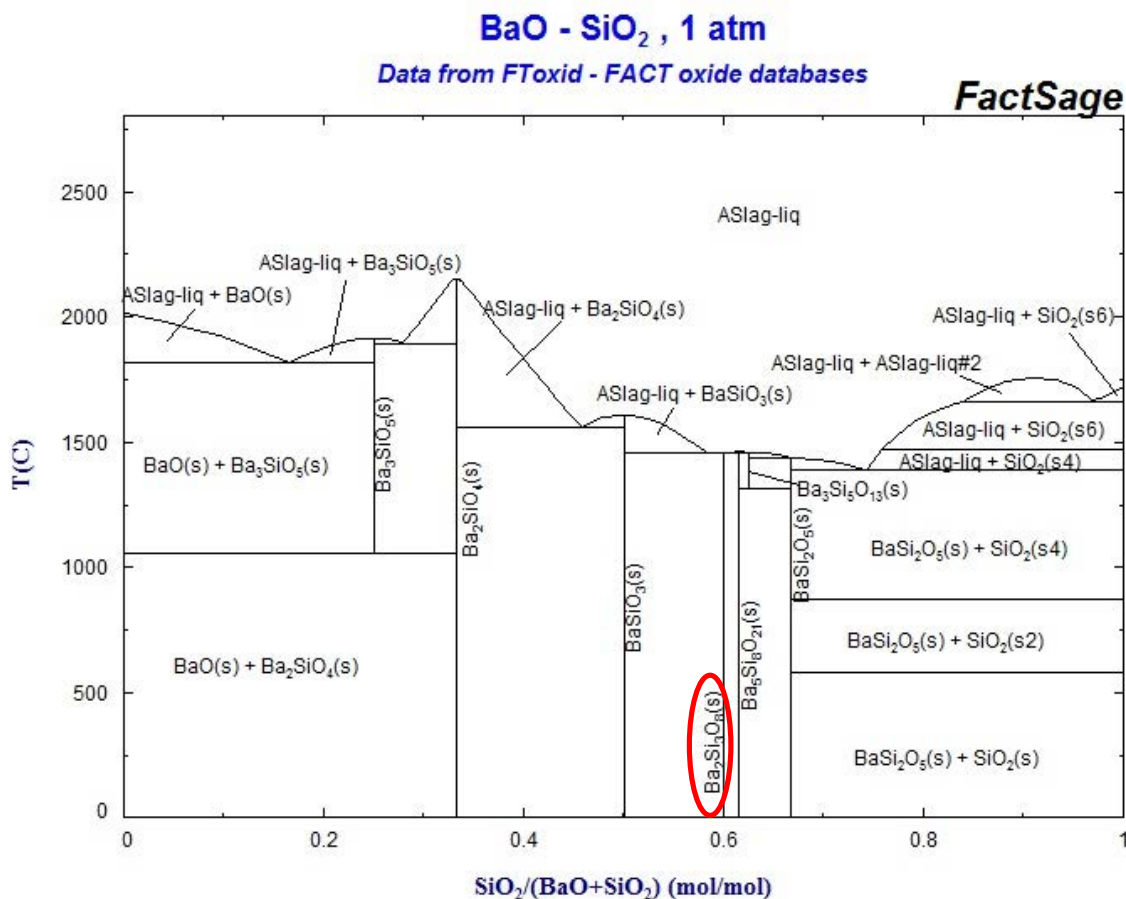 BaO - SiO₂ , 1 atm
Data from FToxid - FACT oxide databases
FactSage
T(C)
2500
2000
1500
1000
500
0
ASlag-liq
ASlag-liq + Ba₃SiO₅(s)
ASlag-liq + BaO(s)
ASlag-liq + Ba₂SiO₄(s)
ASlag-liq + SiO₂(s6)
ASlag-liq + ASlag-liq#2
ASlag-liq + BaSiO₃(s)
ASlag-liq + SiO₂(s6)
ASlag-liq + SiO₂(s4)
BaO(s) + Ba₃SiO₅(s)
Ba₃SiO₅(s)
Ba₂SiO₄(s)
Ba₃Si₅O₁₃(s)
BaSi₂O₅(s)
BaSi₂O₅(s) + SiO₂(s4)
BaSiO₃(s)
Ba₅Si₈O₂₁(s)
BaSi₂O₅(s) + SiO₂(s2)
BaO(s) + Ba₂SiO₄(s)
Ba₂Si₃O₈(s)
BaSi₂O₅(s) + SiO₂(s)
0
0.2
0.4
0.6
0.8
1
SiO₂/(BaO+SiO₂) (mol/mol)